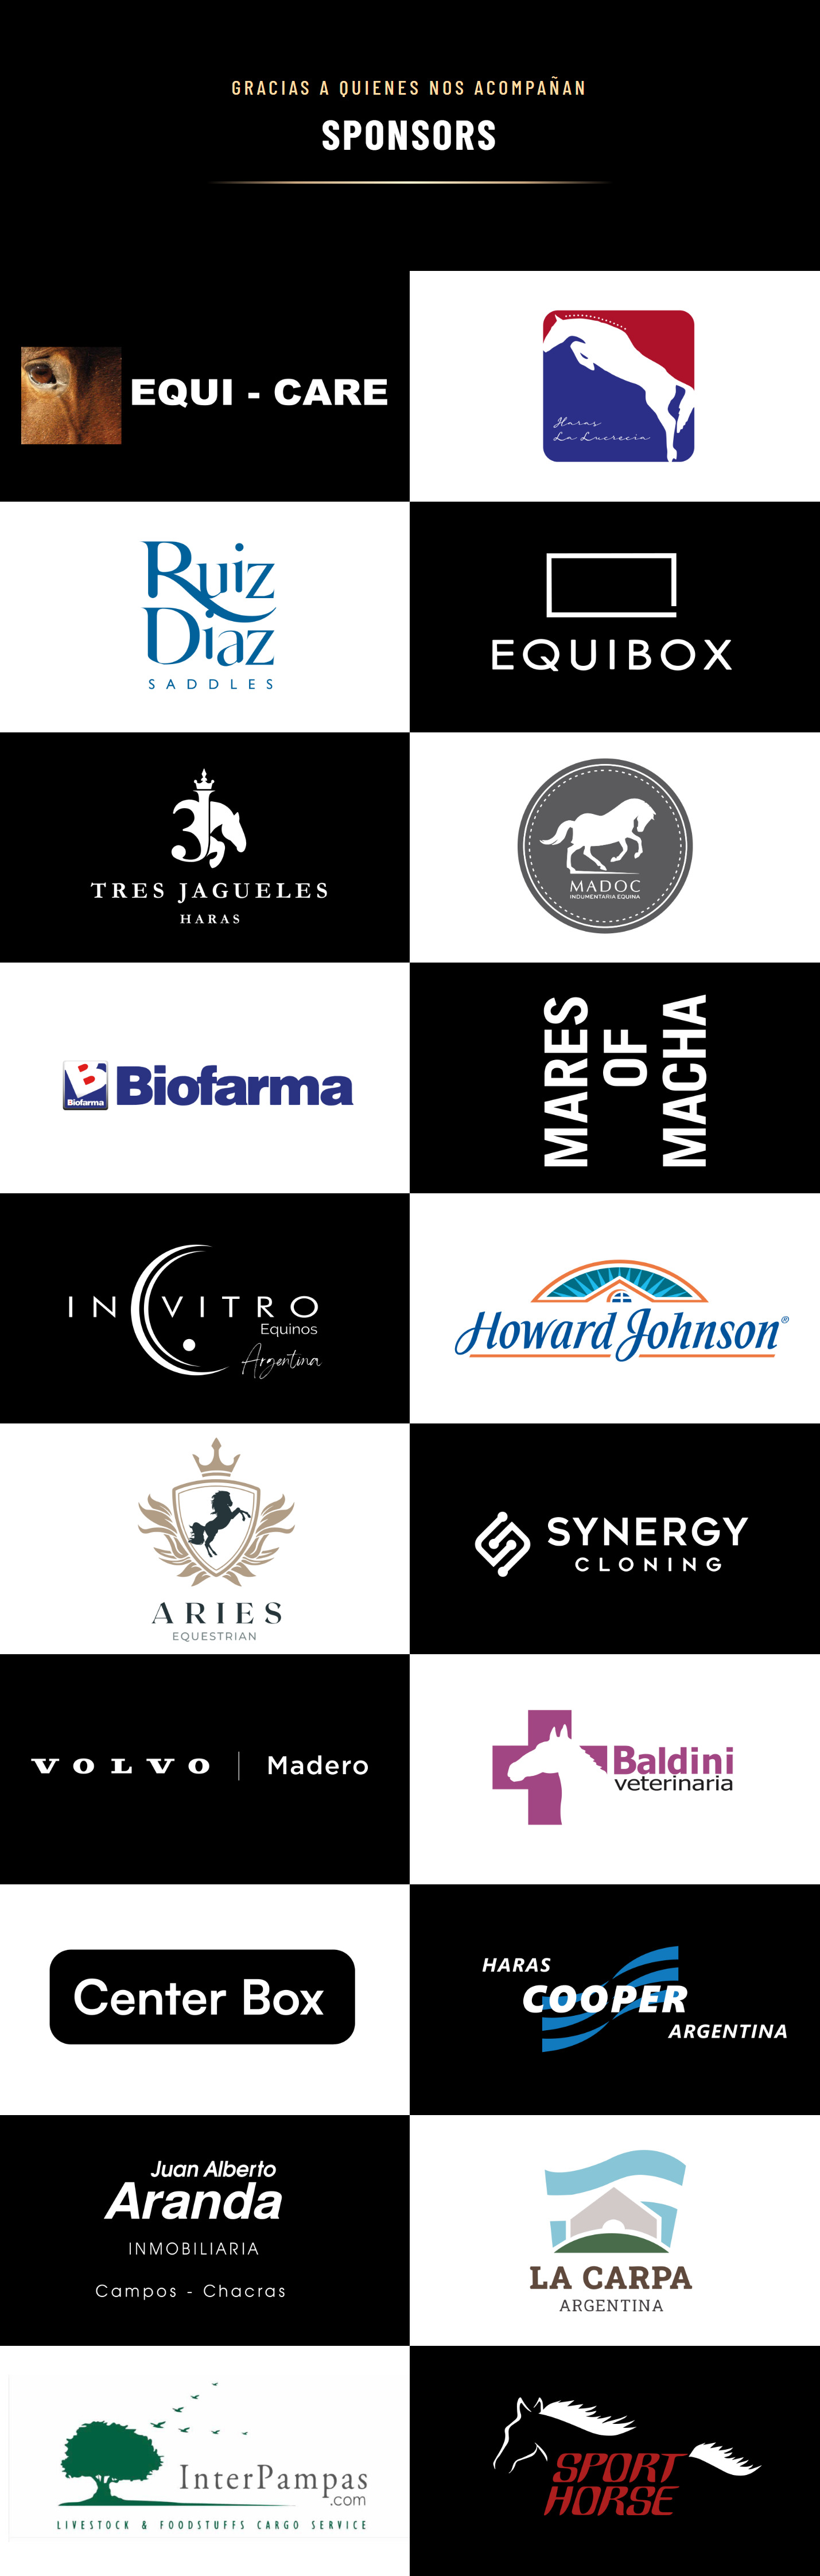 GRACIAS A QUIENES NOS ACOMPAÑAN
SPONSORS
EQUI - CARE
Haras
La Lucrecia
Ruiz
Diaz
SADDLES
EQUIBOX
3
TRES JAGUELES
HARAS
MADOC
INDUMENTARIA EQUINA
Biofarma
Biofarma
MARES
OF
MACHA
INVITRO
Equinos
Argentina
Howard Johnson®
ARIES
EQUESTRIAN
SYNERGY
CLONING
VOLVO | Madero
Baldini
veterinaria
Center Box
HARAS
COOPER
ARGENTINA
Juan Alberto
Aranda
INMOBILIARIA
Campos - Chacras
LA CARPA
ARGENTINA
InterPampas
.com
LIVESTOCK & FOODSTUFFS CARGO SERVICE
SPORT
HORSE